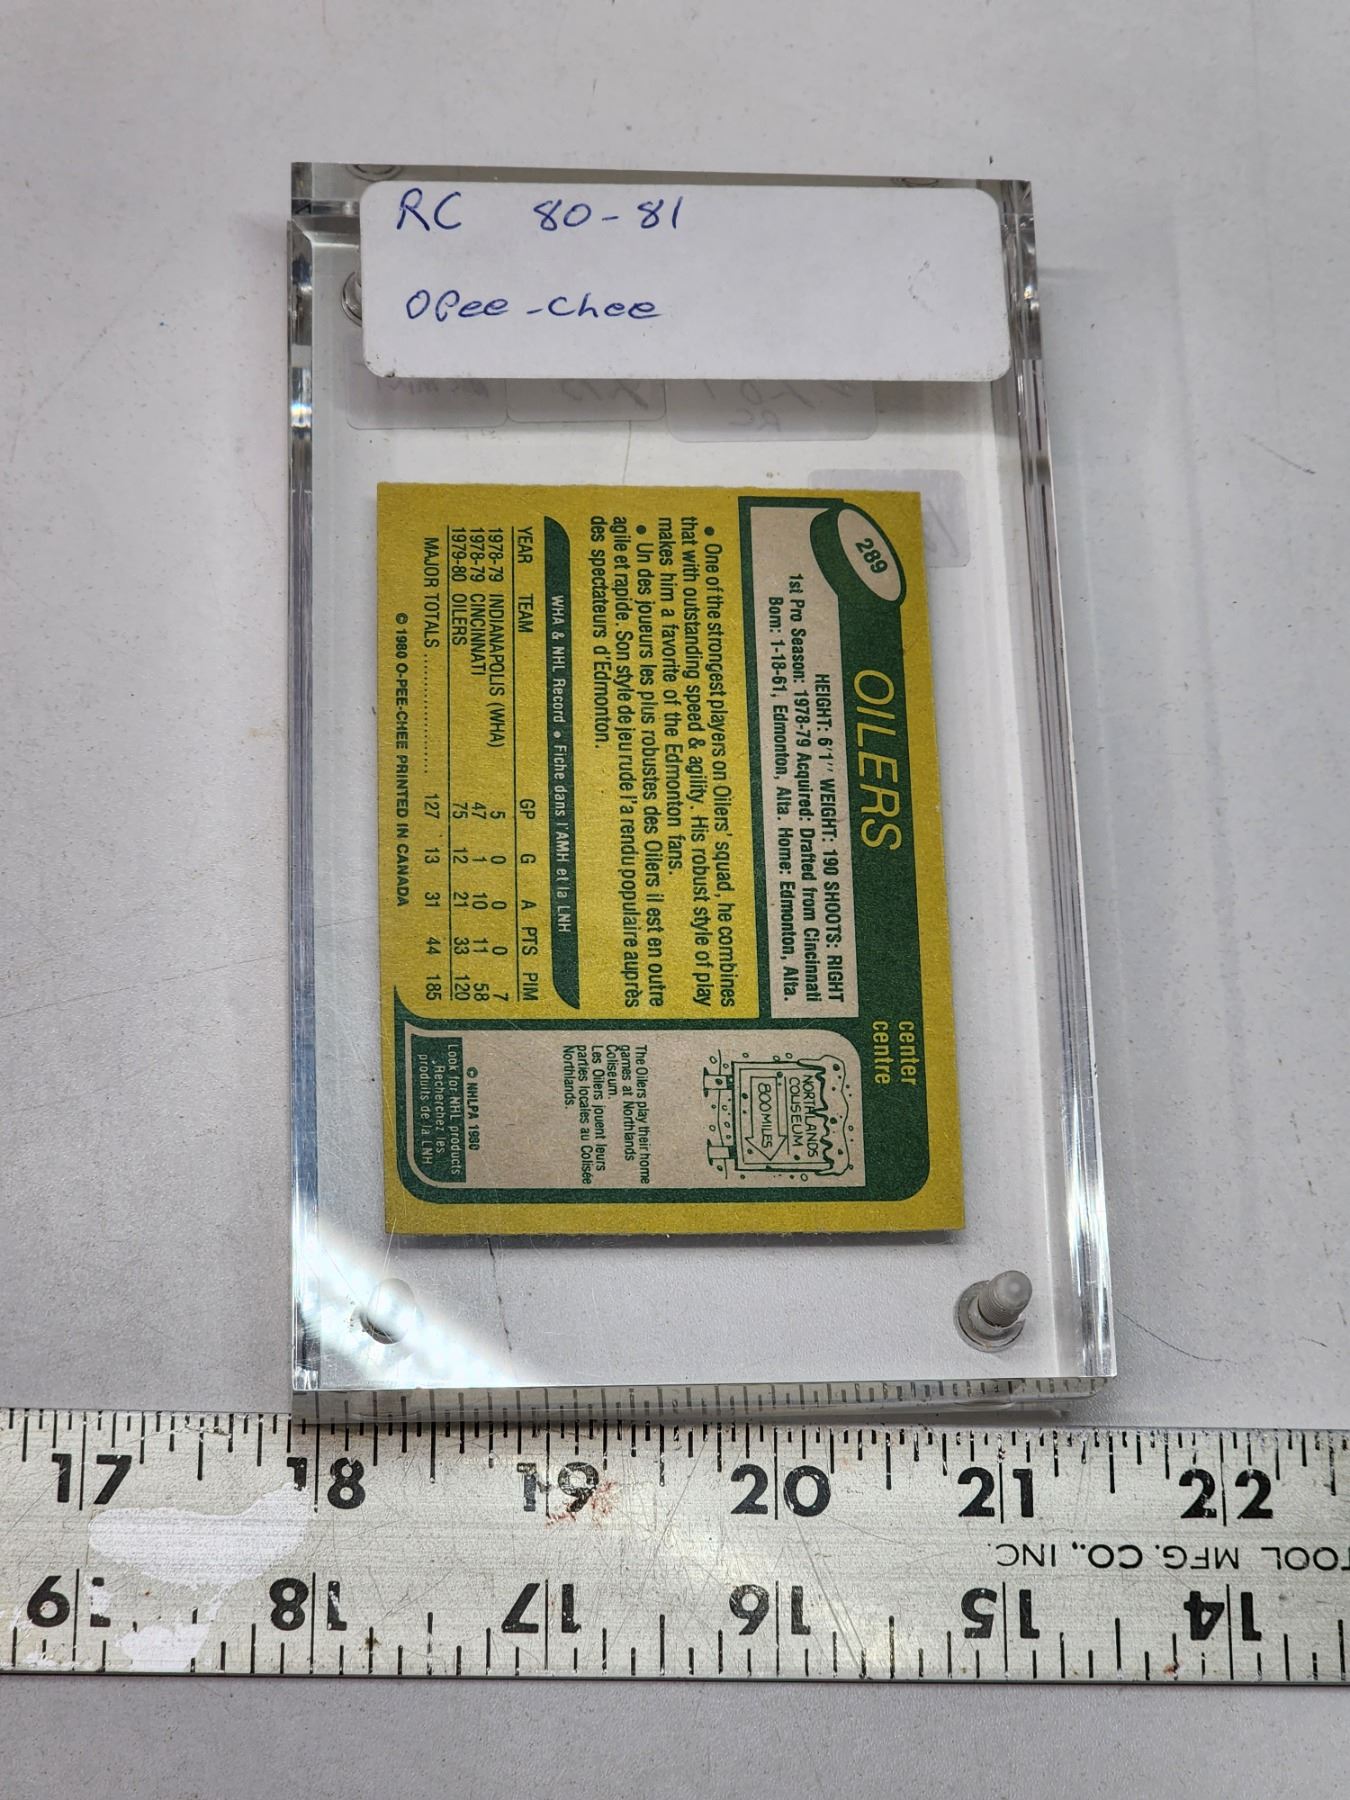 RC 80-81
OPee-Chee
289
OILERS
center
centre
HEIGHT: 6'1" WEIGHT: 190 SHOOTS: RIGHT
1st Pro Season: 1978-79 Acquired: Drafted from Cincinnati
Born: 1-18-61, Edmonton, Alta. Home: Edmonton, Alta.
• One of the strongest players on Oilers' squad, he combines
that with outstanding speed & agility. His robust style of play
makes him a favorite of the Edmonton fans.
• Un des joueurs les plus robustes des Oilers il est en outre
agile et rapide. Son style de jeu rude l'a rendu populaire auprès
des spectateurs d'Edmonton.
WHA & NHL Record • Fiche dans l'AMH et la LNH
YEAR TEAM GP G A PTS PIM
1978-79 INDIANAPOLIS (WHA) 5 0 0 0 7
1978-79 CINCINNATI 47 1 10 11 58
1979-80 OILERS 75 12 21 33 120
MAJOR TOTALS .................. 127 13 31 44 185
© 1980 O-PEE-CHEE PRINTED IN CANADA
NORTHLANDS
COLISEUM
800 MILES
The Oilers play their home
games at Northlands
Coliseum.
Les Oilers jouent leurs
parties locales au Colisée
Northlands.
© NHLPA 1980
Look for NHL products
Recherchez les
produits de la LNH
17 18 19 20 21 22
TOOL MFG. CO., INC.
19 18 17 16 15 14